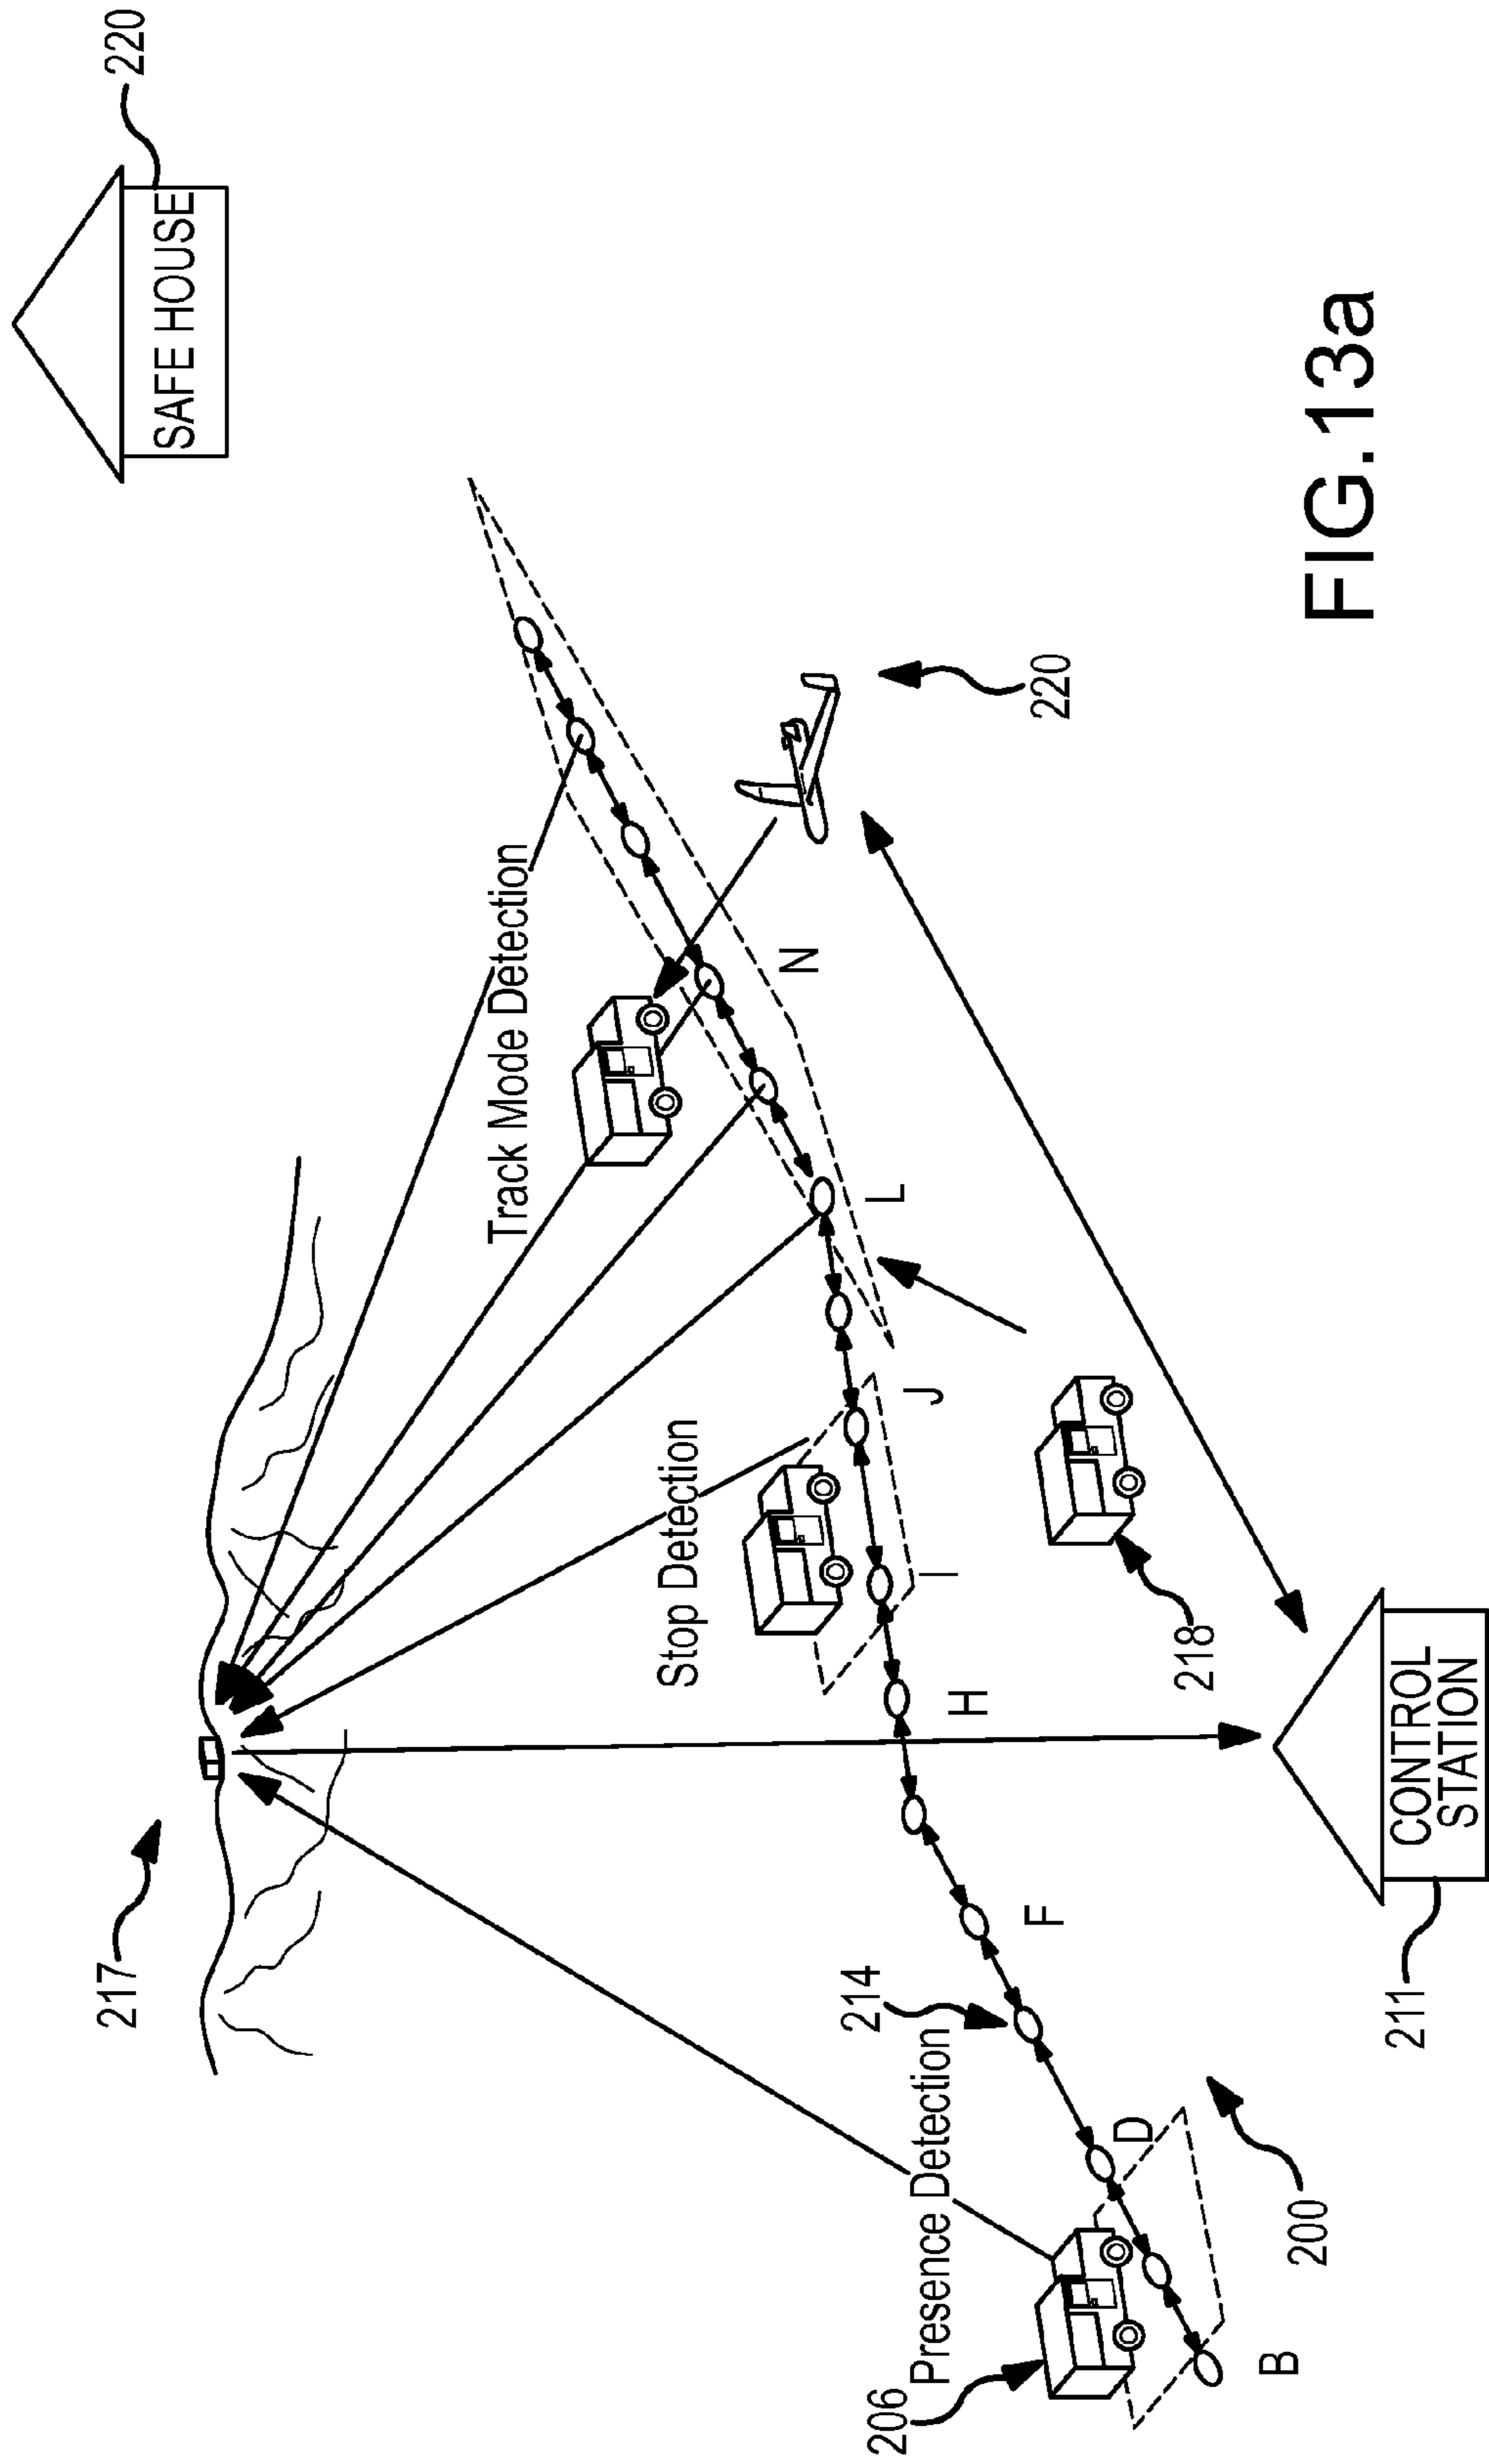 220
SAFE HOUSE
217
Track Mode Detection
Stop Detection
N
220
L
J
I
H
F
214
Presence Detection
206
D
B
200
218
211
CONTROL
STATION
FIG.13a